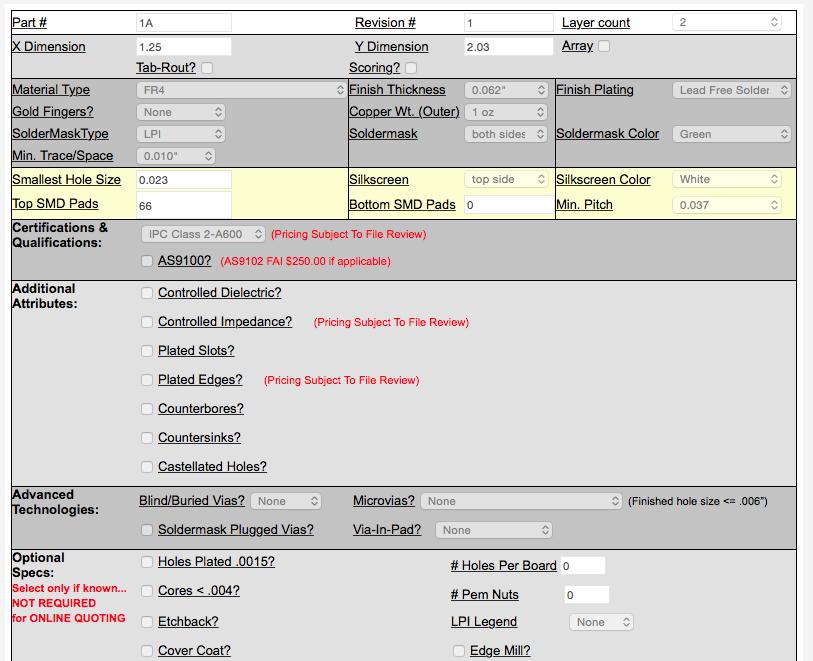 Part # 1A Revision # 1 Layer count 2
X Dimension 1.25 Y Dimension 2.03 Array
Tab-Rout? Scoring?
Material Type FR4 Finish Thickness 0.062" Finish Plating Lead Free Solder
Gold Fingers? None Copper Wt. (Outer) 1 oz
SolderMaskType LPI Soldermask both sides Soldermask Color Green
Min. Trace/Space 0.010"
Smallest Hole Size 0.023 Silkscreen top side Silkscreen Color White
Top SMD Pads 66 Bottom SMD Pads 0 Min. Pitch 0.037
Certifications & IPC Class 2-A600 (Pricing Subject To File Review)
Qualifications:
AS9100? (AS9102 FAI $250.00 if applicable)
Additional Controlled Dielectric?
Attributes:
Controlled Impedance? (Pricing Subject To File Review)
Plated Slots?
Plated Edges? (Pricing Subject To File Review)
Counterbores?
Countersinks?
Castellated Holes?
Advanced Blind/Buried Vias? None Microvias? None (Finished hole size <= .006")
Technologies:
Soldermask Plugged Vias? Via-In-Pad? None
Optional Holes Plated .0015? # Holes Per Board 0
Specs:
Select only if known... Cores < .004? # Pem Nuts 0
NOT REQUIRED
for ONLINE QUOTING Etchback? LPI Legend None
Cover Coat? Edge Mill?